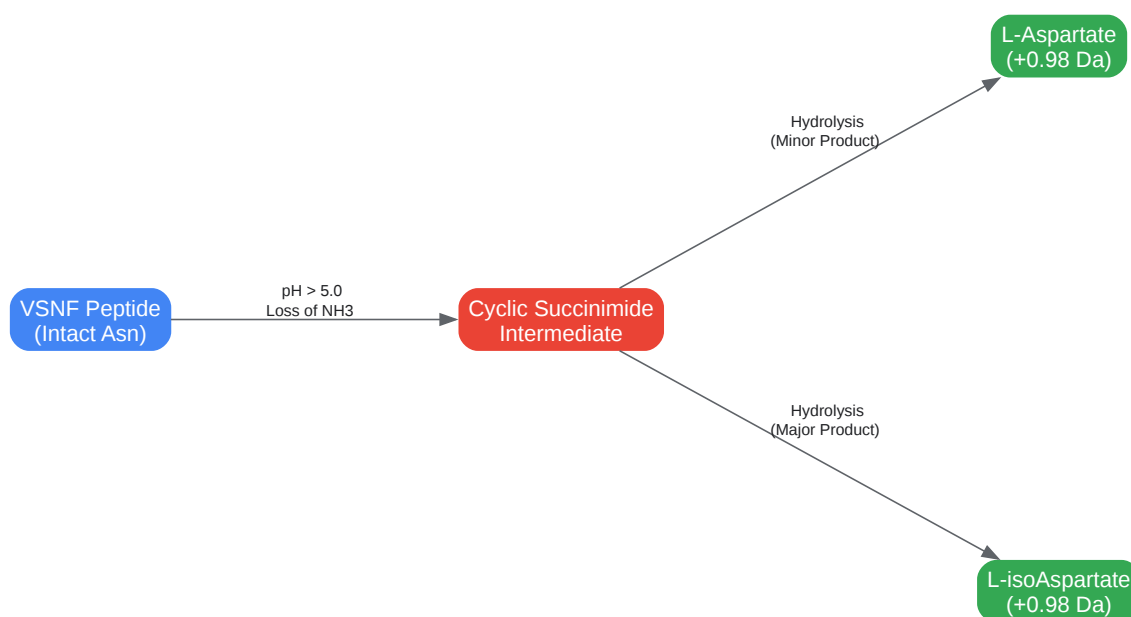 L-Aspartate
(+0.98 Da)
Hydrolysis
(Minor Product)
pH > 5.0
Loss of NH3
VSNF Peptide
(Intact Asn)
Cyclic Succinimide
Intermediate
Hydrolysis
(Major Product)
L-isoAspartate
(+0.98 Da)